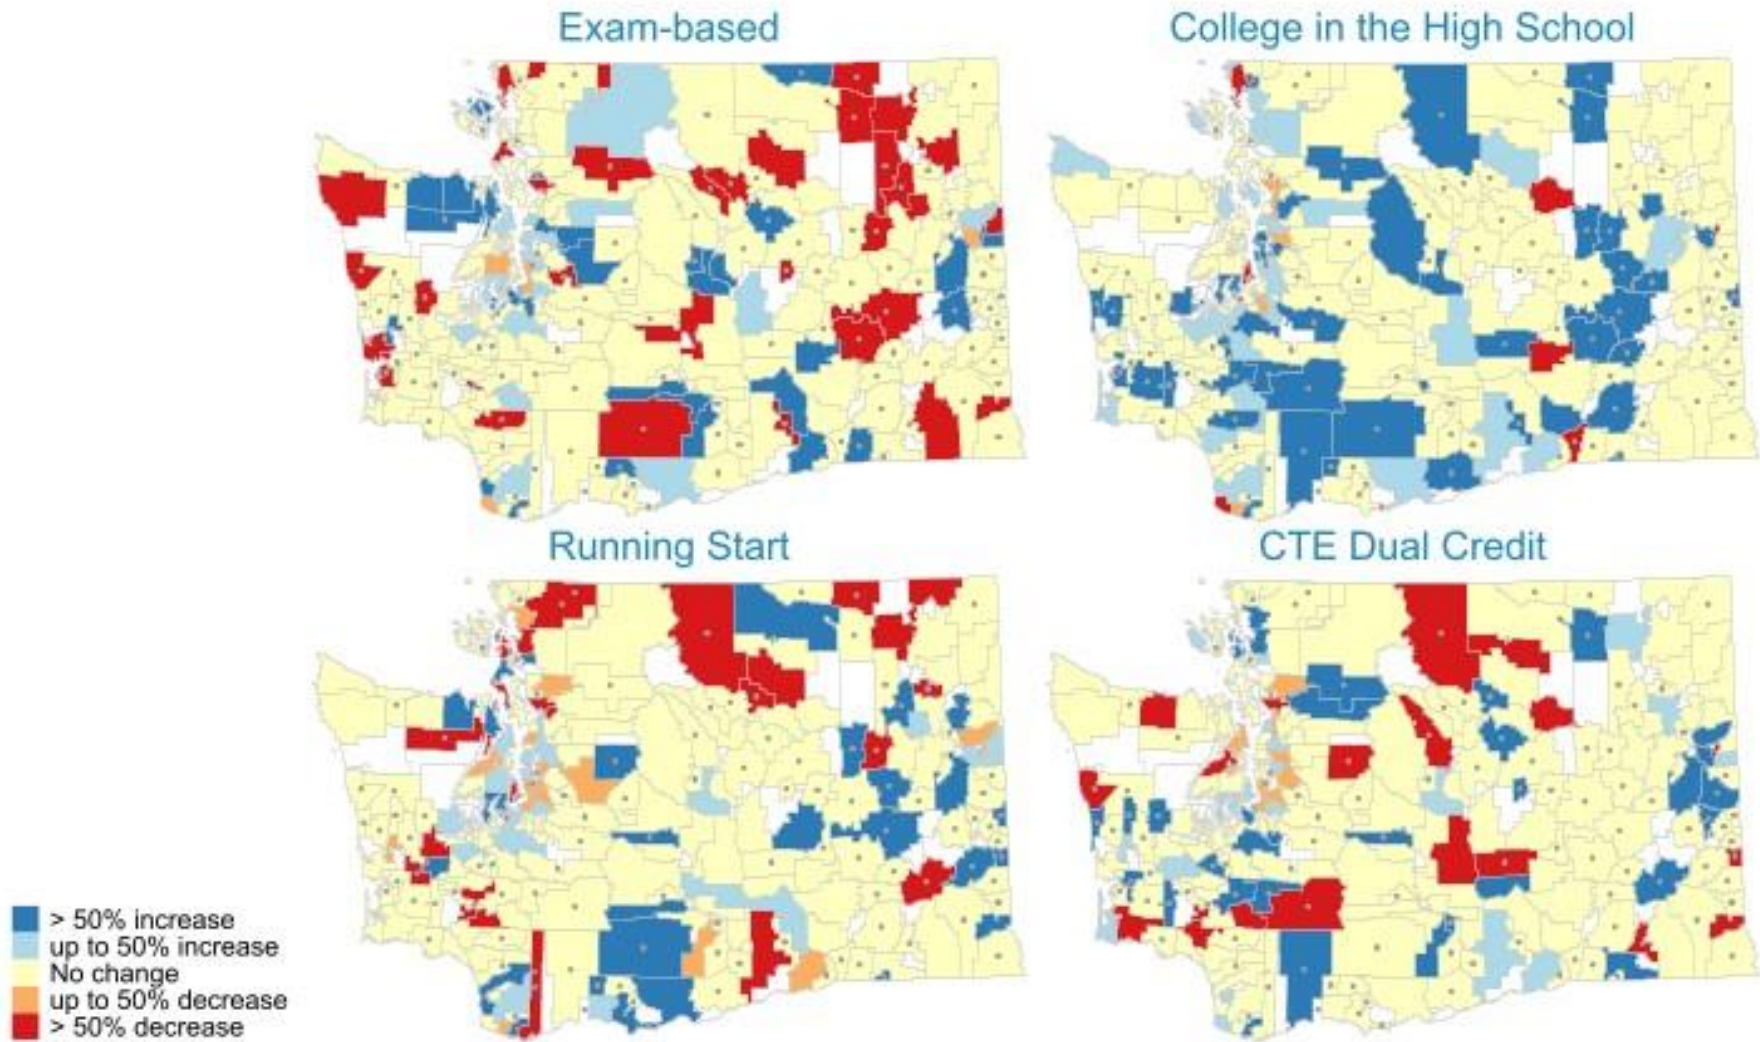 Exam-based
College in the High School
Running Start
CTE Dual Credit
> 50% increase
up to 50% increase
No change
up to 50% decrease
> 50% decrease